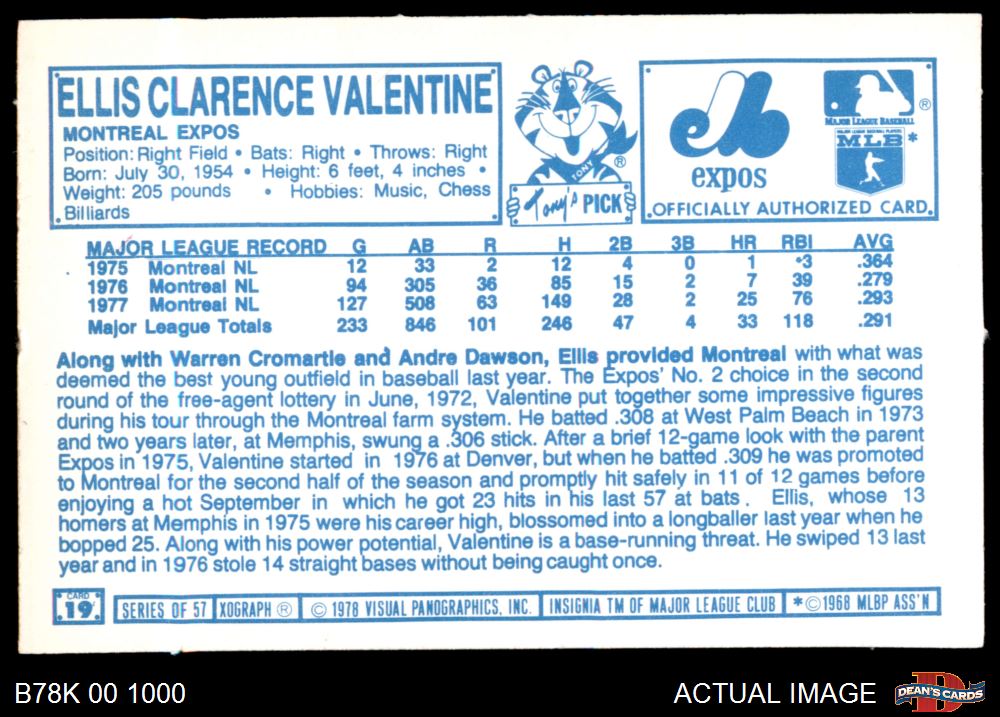 ELLIS CLARENCE VALENTINE
MONTREAL EXPOS
Position: Right Field • Bats: Right • Throws: Right
Born: July 30, 1954 • Height: 6 feet, 4 inches •
Weight: 205 pounds • Hobbies: Music, Chess
Billiards
TONY
®
Tony's PICK
expos
®
MAJOR LEAGUE BASEBALL
MAJOR LEAGUE BASEBALL PLAYERS
MLB *
OFFICIALLY AUTHORIZED CARD
MAJOR LEAGUE RECORD G AB R H 2B 3B HR RBI AVG
1975 Montreal NL 12 33 2 12 4 0 1 3 .364
1976 Montreal NL 94 305 36 85 15 2 7 39 .279
1977 Montreal NL 127 508 63 149 28 2 25 76 .293
Major League Totals 233 846 101 246 47 4 33 118 .291
Along with Warren Cromartie and Andre Dawson, Ellis provided Montreal with what was
deemed the best young outfield in baseball last year. The Expos' No. 2 choice in the second
round of the free-agent lottery in June, 1972, Valentine put together some impressive figures
during his tour through the Montreal farm system. He batted .308 at West Palm Beach in 1973
and two years later, at Memphis, swung a .306 stick. After a brief 12-game look with the parent
Expos in 1975, Valentine started in 1976 at Denver, but when he batted .309 he was promoted
to Montreal for the second half of the season and promptly hit safely in 11 of 12 games before
enjoying a hot September in which he got 23 hits in his last 57 at bats. Ellis, whose 13
homers at Memphis in 1975 were his career high, blossomed into a longballer last year when he
bopped 25. Along with his power potential, Valentine is a base-running threat. He swiped 13 last
year and in 1976 stole 14 straight bases without being caught once.
CARD
19
SERIES OF 57 XOGRAPH ® © 1978 VISUAL PANOGRAPHICS, INC. INSIGNIA TM OF MAJOR LEAGUE CLUB * © 1968 MLBP ASS'N
B78K 00 1000
ACTUAL IMAGE
D
DEAN'S CARDS